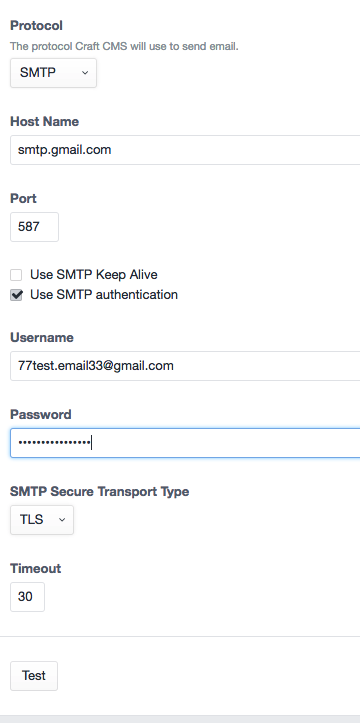 Protocol
The protocol Craft CMS will use to send email.
SMTP
Host Name
smtp.gmail.com
Port
587
Use SMTP Keep Alive
Use SMTP authentication
Username
77test.email33@gmail.com
Password
••••••••••••••••
SMTP Secure Transport Type
TLS
Timeout
30
Test